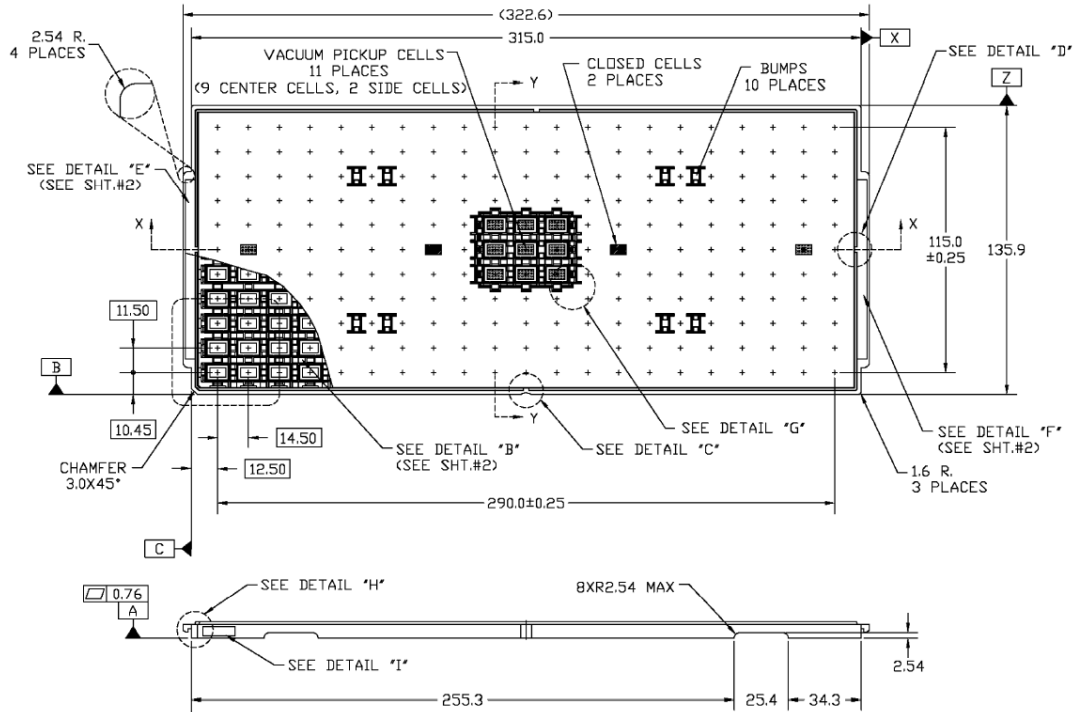 (322.6)
315.0
X
2.54 R.
4 PLACES
VACUUM PICKUP CELLS
11 PLACES
(9 CENTER CELLS, 2 SIDE CELLS)
Y
CLOSED CELLS
2 PLACES
BUMPS
10 PLACES
SEE DETAIL "D"
Z
SEE DETAIL "E"
(SEE SHT.#2)
X
X
115.0
±0.25
135.9
11.50
B
10.45
14.50
12.50
CHAMFER
3.0X45°
SEE DETAIL "B"
(SEE SHT.#2)
Y
SEE DETAIL "C"
SEE DETAIL "G"
SEE DETAIL "F"
(SEE SHT.#2)
1.6 R.
3 PLACES
290.0±0.25
C
0.76
A
SEE DETAIL "H"
8XR2.54 MAX
SEE DETAIL "I"
2.54
255.3
25.4
34.3